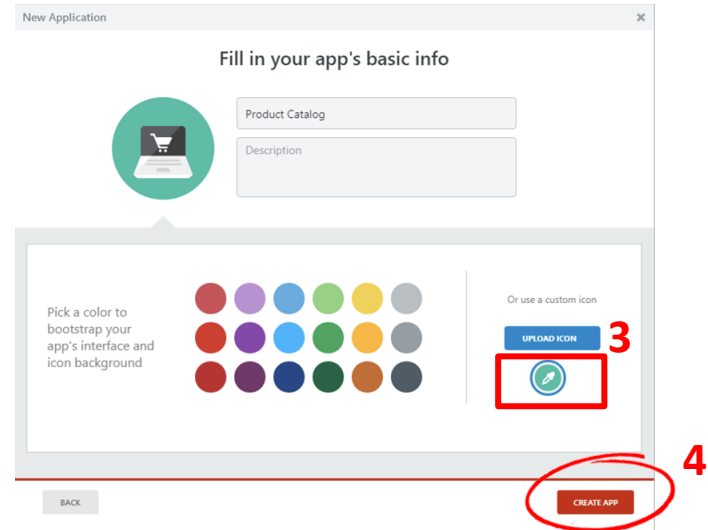 New Application
Fill in your app's basic info
Product Catalog
Description
Pick a color to
bootstrap your
app's interface and
icon background
Or use a custom icon
UPLOAD ICON
3
4
BACK
CREATE APP